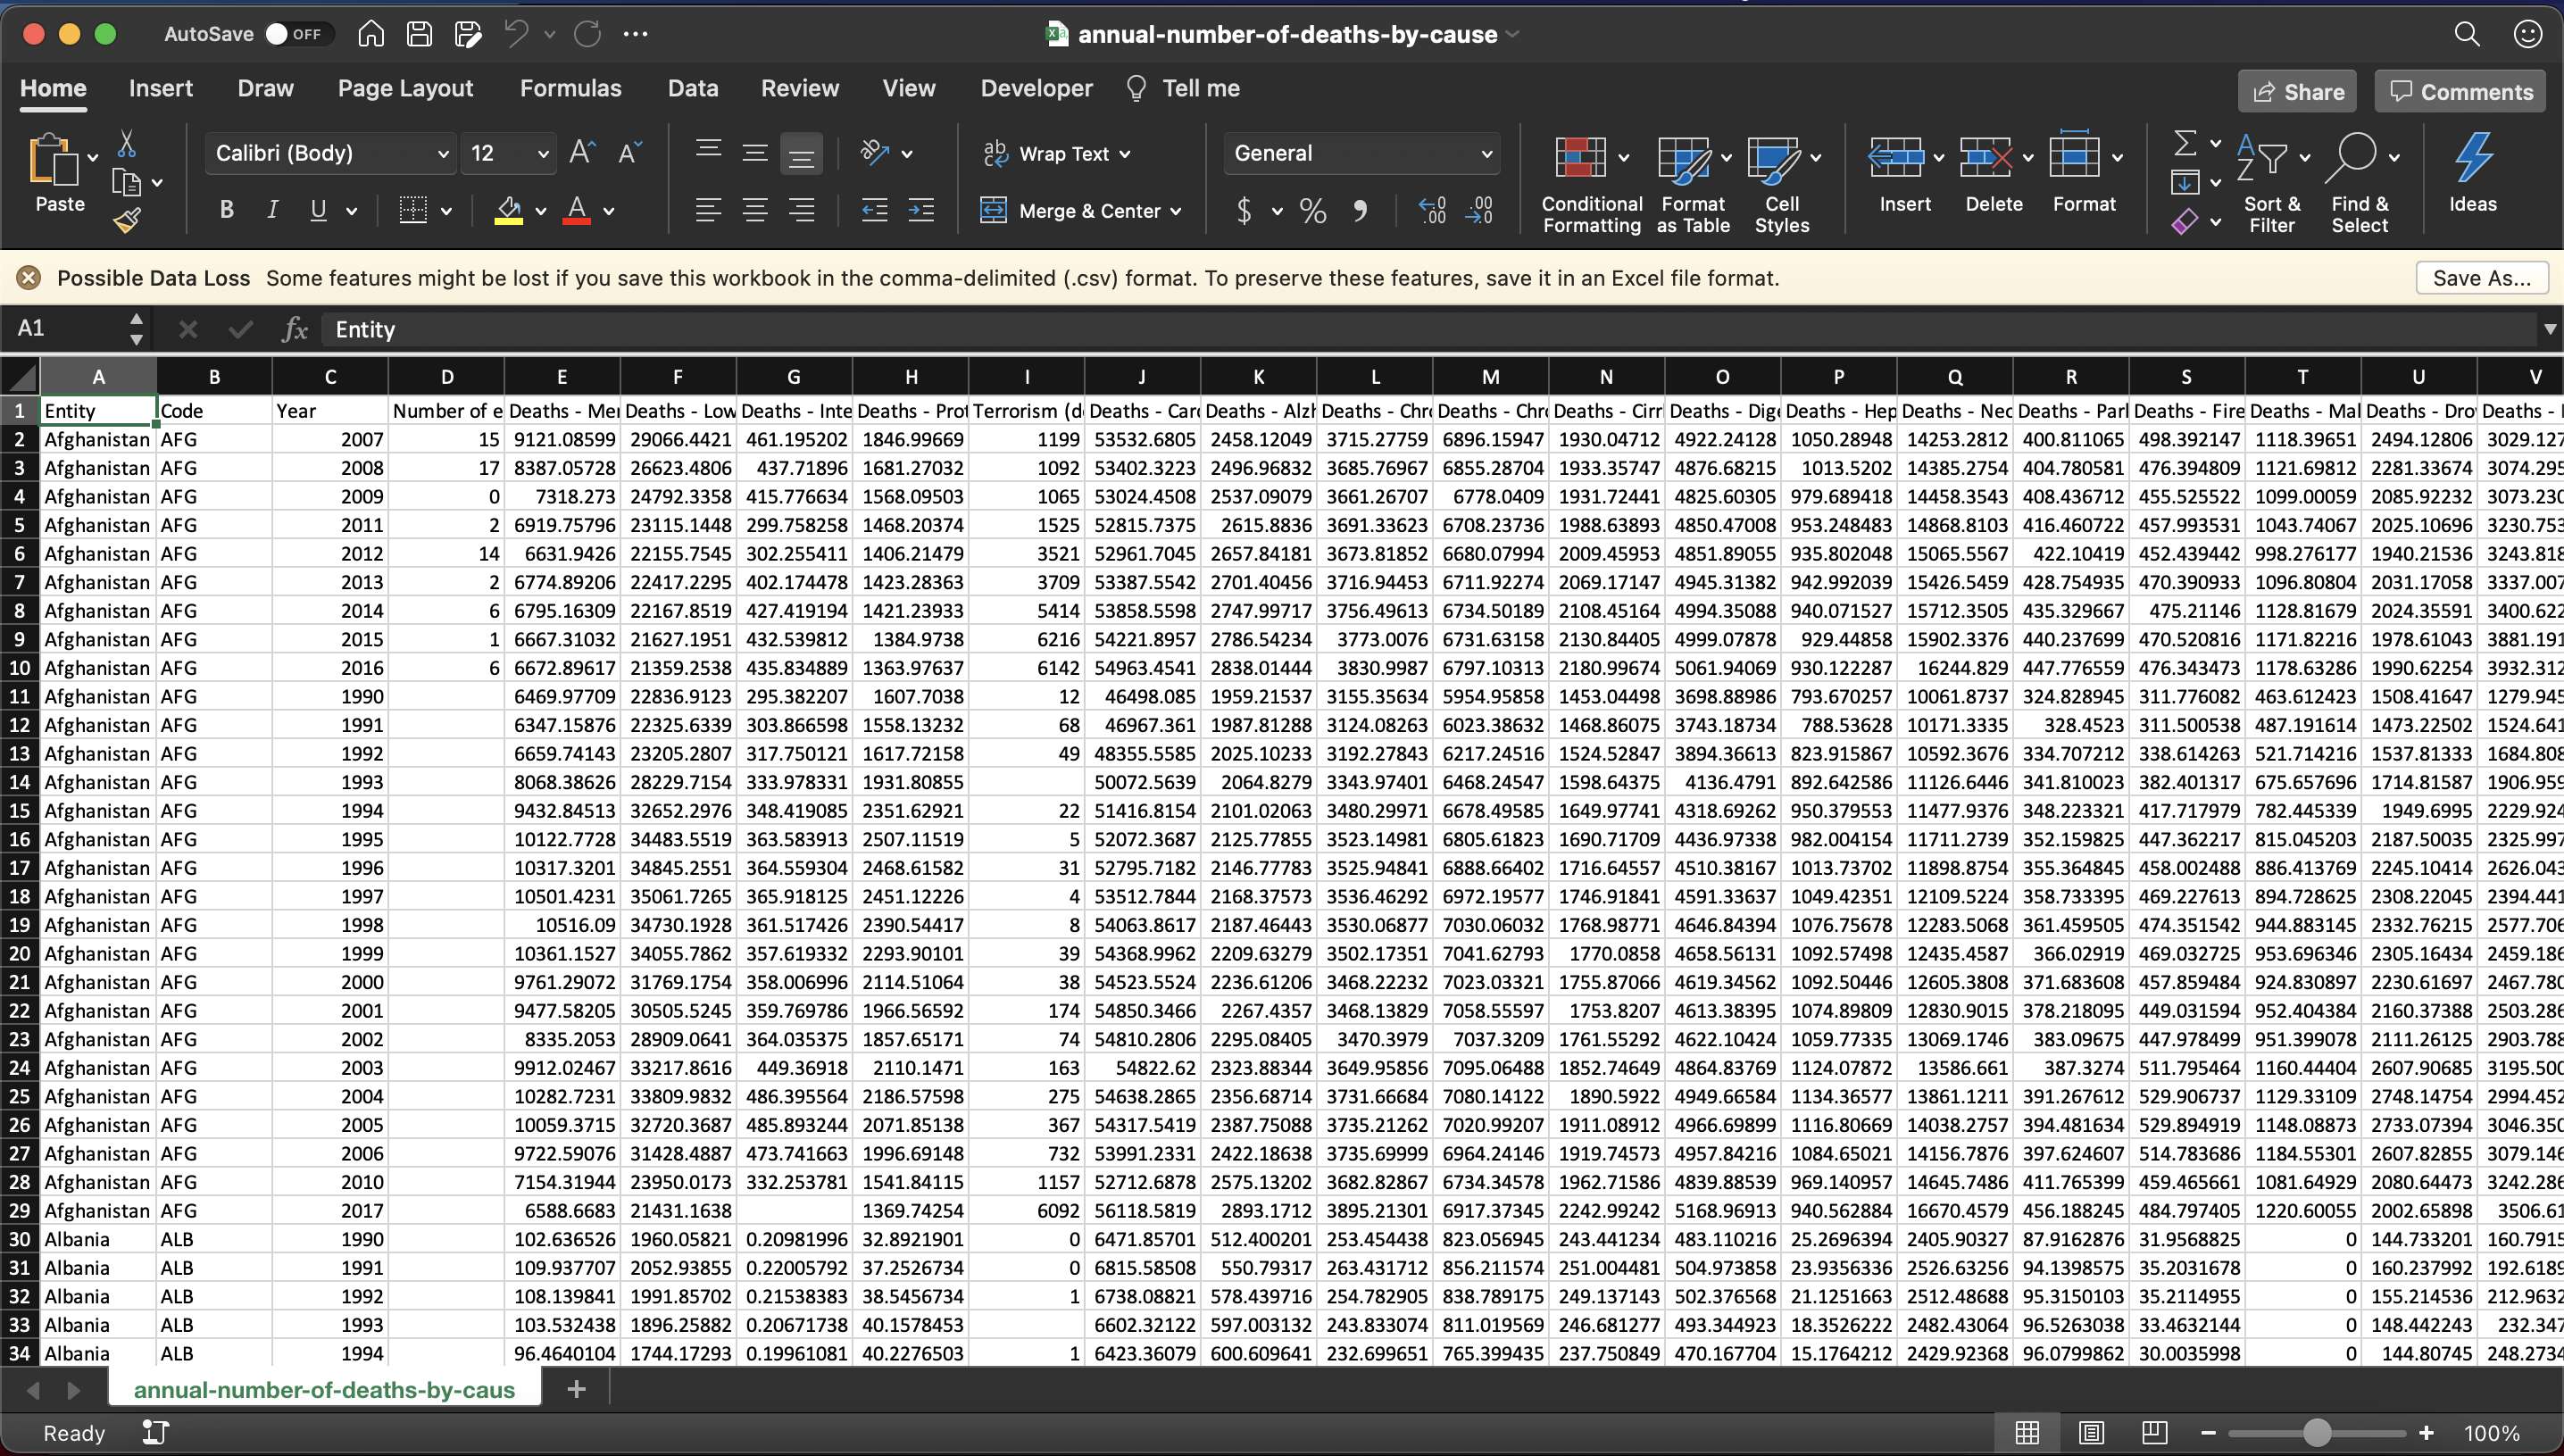 AutoSave OFF annual-number-of-deaths-by-cause
Home Insert Draw Page Layout Formulas Data Review View Developer Tell me Share Comments
Paste Calibri (Body) 12 Wrap Text General Conditional Formatting Format as Table Cell Styles Insert Delete Format Sort & Filter Find & Select Ideas
B I U Merge & Center $ % 
Possible Data Loss Some features might be lost if you save this workbook in the comma-delimited (.csv) format. To preserve these features, save it in an Excel file format. Save As...
A1 fx Entity
A B C D E F G H I J K L M N O P Q R S T U V
1 Entity Code Year Number of e Deaths - Me Deaths - Low Deaths - Inte Deaths - Prot Terrorism (d Deaths - Card Deaths - Alzh Deaths - Chr Deaths - Chr Deaths - Cirr Deaths - Dig Deaths - Hep Deaths - Neo Deaths - Park Deaths - Fire Deaths - Mal Deaths - Dro Deaths -
2 Afghanistan AFG 2007 15 9121.08599 29066.4421 461.195202 1846.99669 1199 53532.6805 2458.12049 3715.27759 6896.15947 1930.04712 4922.24128 1050.28948 14253.2812 400.811065 498.392147 1118.39651 2494.12806 3029.127
3 Afghanistan AFG 2008 17 8387.05728 26623.4806 437.71896 1681.27032 1092 53402.3223 2496.96832 3685.76967 6855.28704 1933.35747 4876.68215 1013.5202 14385.2754 404.780581 476.394809 1121.69812 2281.33674 3074.295
4 Afghanistan AFG 2009 0 7318.273 24792.3358 415.776634 1568.09503 1065 53024.4508 2537.09079 3661.26707 6778.0409 1931.72441 4825.60305 979.689418 14458.3543 408.436712 455.525522 1099.00059 2085.92232 3073.230
5 Afghanistan AFG 2011 2 6919.75796 23115.1448 299.758258 1468.20374 1525 52815.7375 2615.8836 3691.33623 6708.23736 1988.63893 4850.47008 953.248483 14868.8103 416.460722 457.993531 1043.74067 2025.10696 3230.753
6 Afghanistan AFG 2012 14 6631.9426 22155.7545 302.255411 1406.21479 3521 52961.7045 2657.84181 3673.81852 6680.07994 2009.45953 4851.89055 935.802048 15065.5567 422.10419 452.439442 998.276177 1940.21536 3243.818
7 Afghanistan AFG 2013 2 6774.89206 22417.2295 402.174478 1423.28363 3709 53387.5542 2701.40456 3716.94453 6711.92274 2069.17147 4945.31382 942.992039 15426.5459 428.754935 470.390933 1096.80804 2031.17058 3337.007
8 Afghanistan AFG 2014 6 6795.16309 22167.8519 427.419194 1421.23933 5414 53858.5598 2747.99717 3756.49613 6734.50189 2108.45164 4994.35088 940.071527 15712.3505 435.329667 475.21146 1128.81679 2024.35591 3400.622
9 Afghanistan AFG 2015 1 6667.31032 21627.1951 432.539812 1384.9738 6216 54221.8957 2786.54234 3773.0076 6731.63158 2130.84405 4999.07878 929.44858 15902.3376 440.237699 470.520816 1171.82216 1978.61043 3881.191
10 Afghanistan AFG 2016 6 6672.89617 21359.2538 435.834889 1363.97637 6142 54963.4541 2838.01444 3830.9987 6797.10313 2180.99674 5061.94069 930.122287 16244.829 447.776559 476.343473 1178.63286 1990.62254 3932.312
11 Afghanistan AFG 1990 6469.97709 22836.9123 295.382207 1607.7038 12 46498.085 1959.21537 3155.35634 5954.95858 1453.04498 3698.88986 793.670257 10061.8737 324.828945 311.776082 463.612423 1508.41647 1279.945
12 Afghanistan AFG 1991 6347.15876 22325.6339 303.866598 1558.13232 68 46967.361 1987.81288 3124.08263 6023.38632 1468.86075 3743.18734 788.53628 10171.3335 328.4523 311.500538 487.191614 1473.22502 1524.641
13 Afghanistan AFG 1992 6659.74143 23205.2807 317.750121 1617.72158 49 48355.5585 2025.10233 3192.27843 6217.24516 1524.52847 3894.36613 823.915867 10592.3676 334.707212 338.614263 521.714216 1537.81333 1684.808
14 Afghanistan AFG 1993 8068.38626 28229.7154 333.978331 1931.80855 50072.5639 2064.8279 3343.97401 6468.24547 1598.64375 4136.4791 892.642586 11126.6446 341.810023 382.401317 675.657696 1714.81587 1906.959
15 Afghanistan AFG 1994 9432.84513 32652.2976 348.419085 2351.62921 22 51416.8154 2101.02063 3480.29971 6678.49585 1649.97741 4318.69262 950.379553 11477.9376 348.223321 417.717979 782.445339 1949.6995 2229.924
16 Afghanistan AFG 1995 10122.7728 34483.5519 363.583913 2507.11519 5 52072.3687 2125.77855 3523.14981 6805.61823 1690.71709 4436.97338 982.004154 11711.2739 352.159825 447.362217 815.045203 2187.50035 2325.997
17 Afghanistan AFG 1996 10317.3201 34845.2551 364.559304 2468.61582 31 52795.7182 2146.77783 3525.94841 6888.66402 1716.64557 4510.38167 1013.73702 11898.8754 355.364845 458.002488 886.413769 2245.10414 2626.043
18 Afghanistan AFG 1997 10501.4231 35061.7265 365.918125 2451.12226 4 53512.7844 2168.37573 3536.46292 6972.19577 1746.91841 4591.33637 1049.42351 12109.5224 358.733395 469.227613 894.728625 2308.22045 2394.441
19 Afghanistan AFG 1998 10516.09 34730.1928 361.517426 2390.54417 8 54063.8617 2187.46443 3530.06877 7030.06032 1768.98771 4646.84394 1076.75678 12283.5068 361.459505 474.351542 944.883145 2332.76215 2577.706
20 Afghanistan AFG 1999 10361.1527 34055.7862 357.619332 2293.90101 39 54368.9962 2209.63279 3502.17351 7041.62793 1770.0858 4658.56131 1092.57498 12435.4587 366.02919 469.032725 953.696346 2305.16434 2459.186
21 Afghanistan AFG 2000 9761.29072 31769.1754 358.006996 2114.51064 38 54523.5524 2236.61206 3468.22232 7023.03321 1755.87066 4619.34562 1092.50446 12605.3808 371.683608 457.859484 924.830897 2230.61697 2467.780
22 Afghanistan AFG 2001 9477.58205 30505.5245 359.769786 1966.56592 174 54850.3466 2267.4357 3468.13829 7058.55597 1753.8207 4613.38395 1074.89809 12830.9015 378.218095 449.031594 952.404384 2160.37388 2503.286
23 Afghanistan AFG 2002 8335.2053 28909.0641 364.035375 1857.65171 74 54810.2806 2295.08405 3470.3979 7037.3209 1761.55292 4622.10424 1059.77335 13069.1746 383.09675 447.978499 951.399078 2111.26125 2903.788
24 Afghanistan AFG 2003 9912.02467 33217.8616 449.36918 2110.1471 163 54822.62 2323.88344 3649.95856 7095.06488 1852.74649 4864.83769 1124.07872 13586.661 387.3274 511.795464 1160.44404 2607.90685 3195.500
25 Afghanistan AFG 2004 10282.7231 33809.9832 486.395564 2186.57598 275 54638.2865 2356.68714 3731.66684 7080.14122 1890.5922 4949.66584 1134.36577 13861.1211 391.267612 529.906737 1129.33109 2748.14754 2994.452
26 Afghanistan AFG 2005 10059.3715 32720.3687 485.893244 2071.85138 367 54317.5419 2387.75088 3735.21262 7020.99207 1911.08912 4966.69899 1116.80669 14038.2757 394.481634 529.894919 1148.08873 2733.07394 3046.350
27 Afghanistan AFG 2006 9722.59076 31428.4887 473.741663 1996.69148 732 53991.2331 2422.18638 3735.69999 6964.24146 1919.74573 4957.84216 1084.65021 14156.7876 397.624607 514.783686 1184.55301 2607.82855 3079.146
28 Afghanistan AFG 2010 7154.31944 23950.0173 332.253781 1541.84115 1157 52712.6878 2575.13202 3682.82867 6734.34578 1962.71586 4839.88539 969.140957 14645.7486 411.765399 459.465661 1081.64929 2080.64473 3242.286
29 Afghanistan AFG 2017 6588.6683 21431.1638 1369.74254 6092 56118.5819 2893.1712 3895.21301 6917.37345 2242.99242 5168.96913 940.562884 16670.4579 456.188245 484.797405 1220.60055 2002.65898 3506.61
30 Albania ALB 1990 102.636526 1960.05821 0.20981996 32.8921901 0 6471.85701 512.400201 253.454438 823.056945 243.441234 483.110216 25.2696394 2405.90327 87.9162876 31.9568825 0 144.733201 160.7915
31 Albania ALB 1991 109.937707 2052.93855 0.22005792 37.2526734 0 6815.58508 550.79317 263.431712 856.211574 251.004481 504.973858 23.9356336 2526.63256 94.1398575 35.2031678 0 160.237992 192.6189
32 Albania ALB 1992 108.139841 1991.85702 0.21538383 38.5456734 1 6738.08821 578.439716 254.782905 838.789175 249.137143 502.376568 21.1251663 2512.48688 95.3150103 35.2114955 0 155.214536 212.9632
33 Albania ALB 1993 103.532438 1896.25882 0.20671738 40.1578453 6602.32122 597.003132 243.833074 811.019569 246.681277 493.344923 18.3526222 2482.43064 96.5263038 33.4632144 0 148.442243 232.347
34 Albania ALB 1994 96.4640104 1744.17293 0.19961081 40.2276503 1 6423.36079 600.609641 232.699651 765.399435 237.750849 470.167704 15.1764212 2429.92368 96.0799862 30.0035998 0 144.80745 248.2734
annual-number-of-deaths-by-caus
Ready 100%